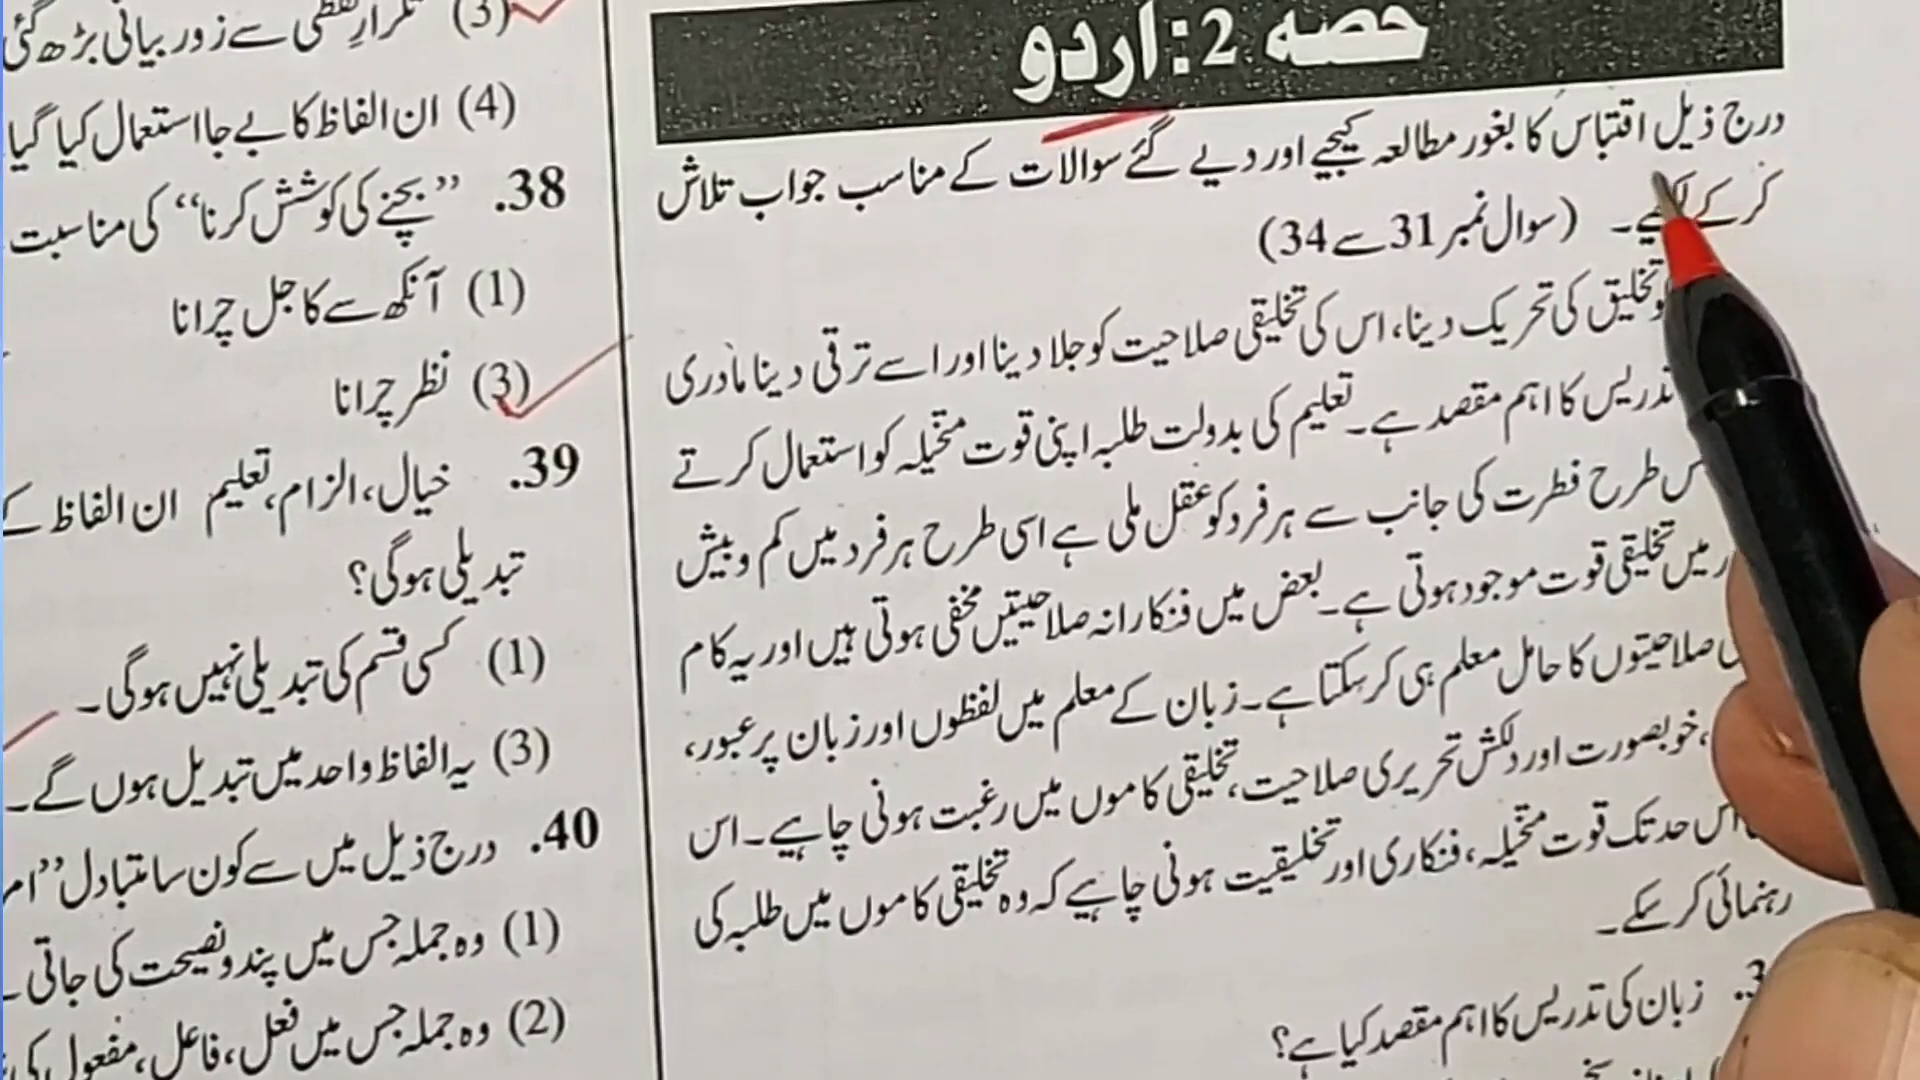 حصہ 2: اردو
درج ذیل اقتباس کا بغور مطالعہ کیجیے اور دیے گئے سوالات کے مناسب جواب تلاش
کر کے لکھیے۔ (سوال نمبر 31 سے 34)
تخلیق کی تحریک دینا، اس کی تخلیقی صلاحیت کو جلا دینا اور اسے ترقی دینا مادری
تدریس کا اہم مقصد ہے۔ تعلیم کی بدولت طلبہ اپنی قوت متخیلہ کو استعمال کرتے
طرح فطرت کی جانب سے ہر فرد کو عقل ملی ہے اسی طرح ہر فرد میں کم و بیش
میں تخلیقی قوت موجود ہوتی ہے۔ بعض میں فنکارانہ صلاحیتیں مخفی ہوتی ہیں اور یہ کام
صلاحیتوں کا حامل معلم ہی کر سکتا ہے۔ زبان کے معلم میں لفظوں اور زبان پر عبور،
، خوبصورت اور دلکش تحریری صلاحیت، تخلیقی کاموں میں رغبت ہونی چاہیے۔ اس
اس حد تک قوت متخیلہ، فنکاری اور تخلیقیت ہونی چاہیے کہ وہ تخلیقی کاموں میں طلبہ کی
رہنمائی کر سکے۔
زبان کی تدریس کا اہم مقصد کیا ہے؟
(3) تکرارِ لفظی سے زور بیانی بڑھ گئی
(4) ان الفاظ کا بے جا استعمال کیا گیا
38. ”بچنے کی کوشش کرنا“ کی مناسبت
(1) آنکھ سے کاجل چرانا
(3) نظر چرانا
39. خیال، الزام، تعلیم ان الفاظ کے
تبدیلی ہوگی؟
(1) کسی قسم کی تبدیلی نہیں ہوگی۔
(3) یہ الفاظ واحد میں تبدیل ہوں گے۔
40. درج ذیل میں سے کون سا متبادل ”امر
(1) وہ جملہ جس میں پند و نصیحت کی جاتی
(2) وہ جملہ جس میں فعل، فاعل، مفعول کی